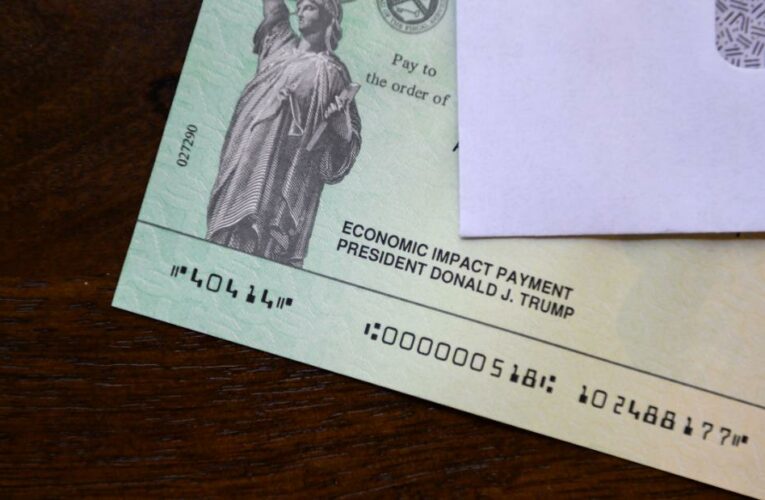 Pay to
the order of
027290
ECONOMIC IMPACT PAYMENT
PRESIDENT DONALD J. TRUMP
⑈40414⑈ ⑆000000518⑆ 102488177⑈